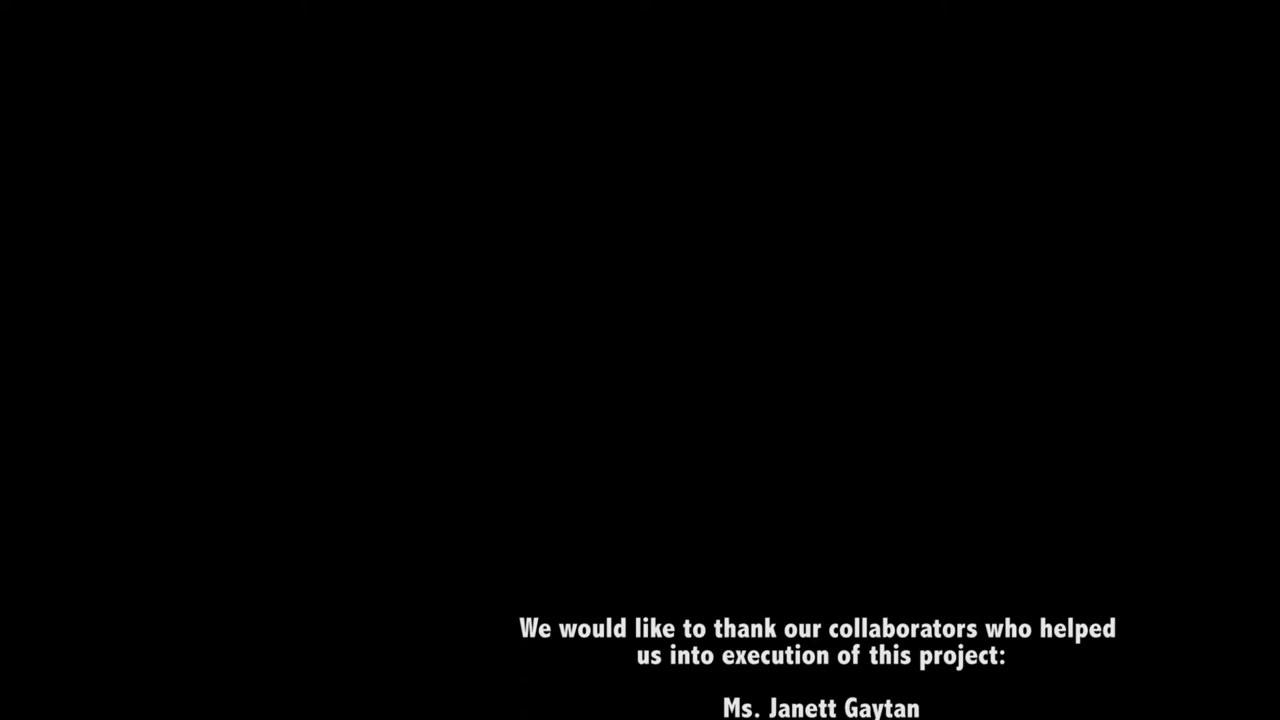 We would like to thank our collaborators who helped
us into execution of this project:
Ms. Janett Gaytan